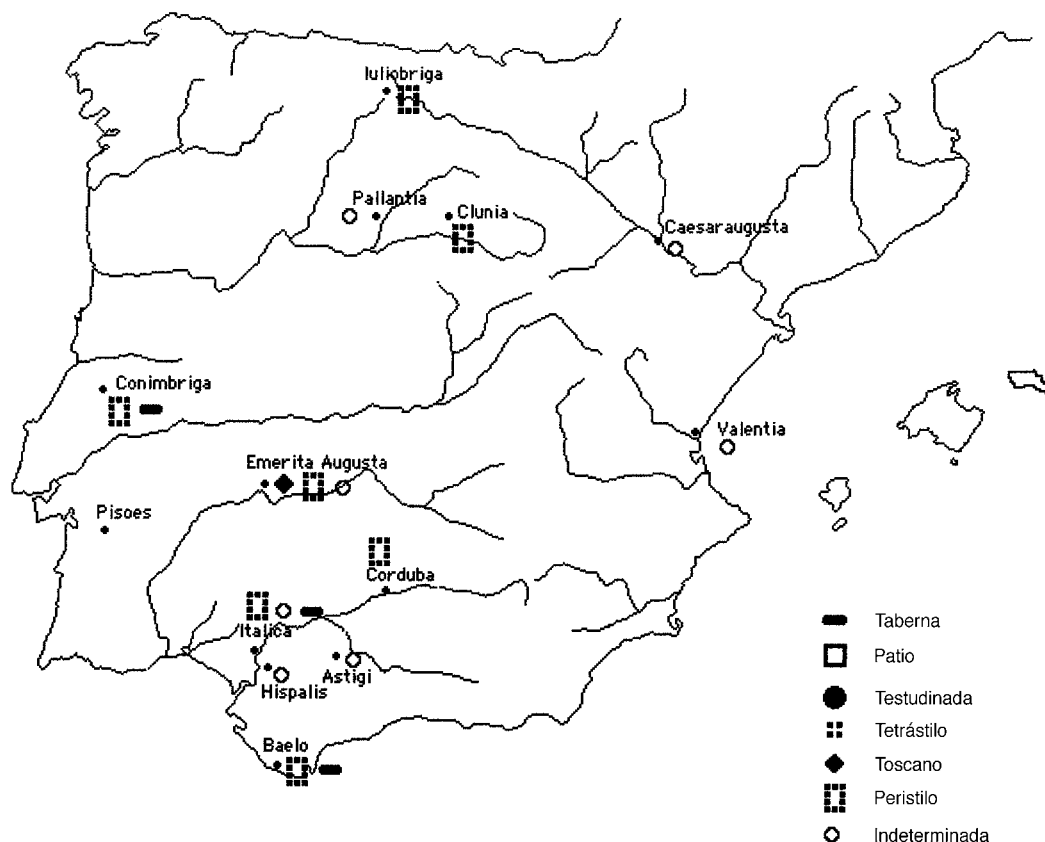 Iuliobriga
Pallantia
Clunia
Caesaraugusta
Conimbriga
Valentia
Emerita Augusta
Pisoes
Corduba
Italica
Astigi
Hispalis
Baelo
Taberna
Patio
Testudinada
Tetrástilo
Toscano
Peristilo
Indeterminada